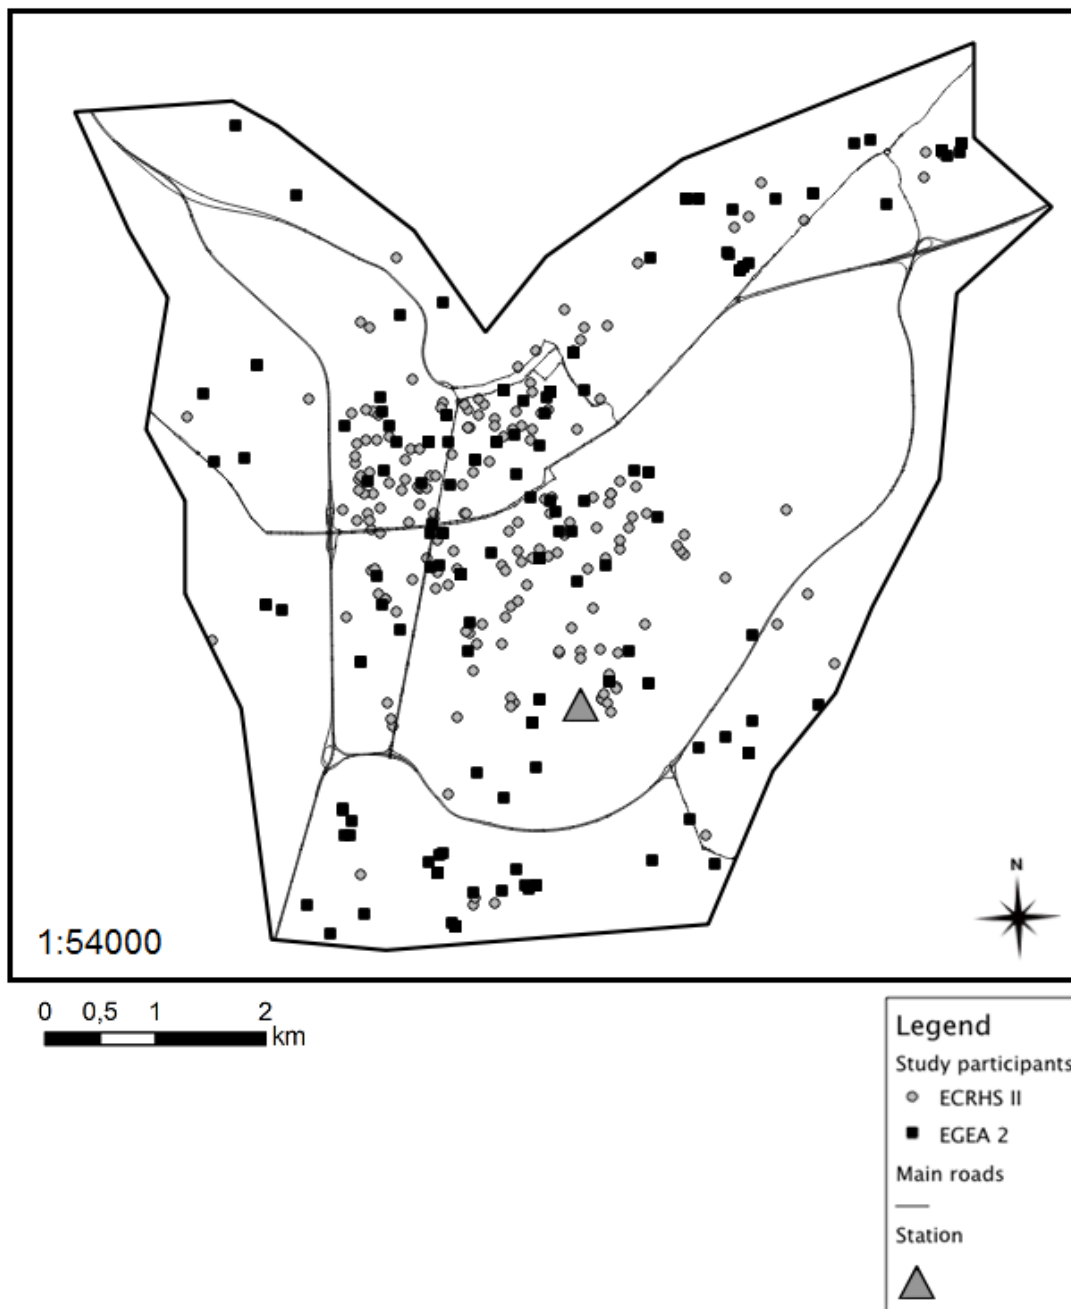 N
1:54000
0 0,5 1 2
km
Legend
Study participants
ECRHS II
EGEA 2
Main roads
Station